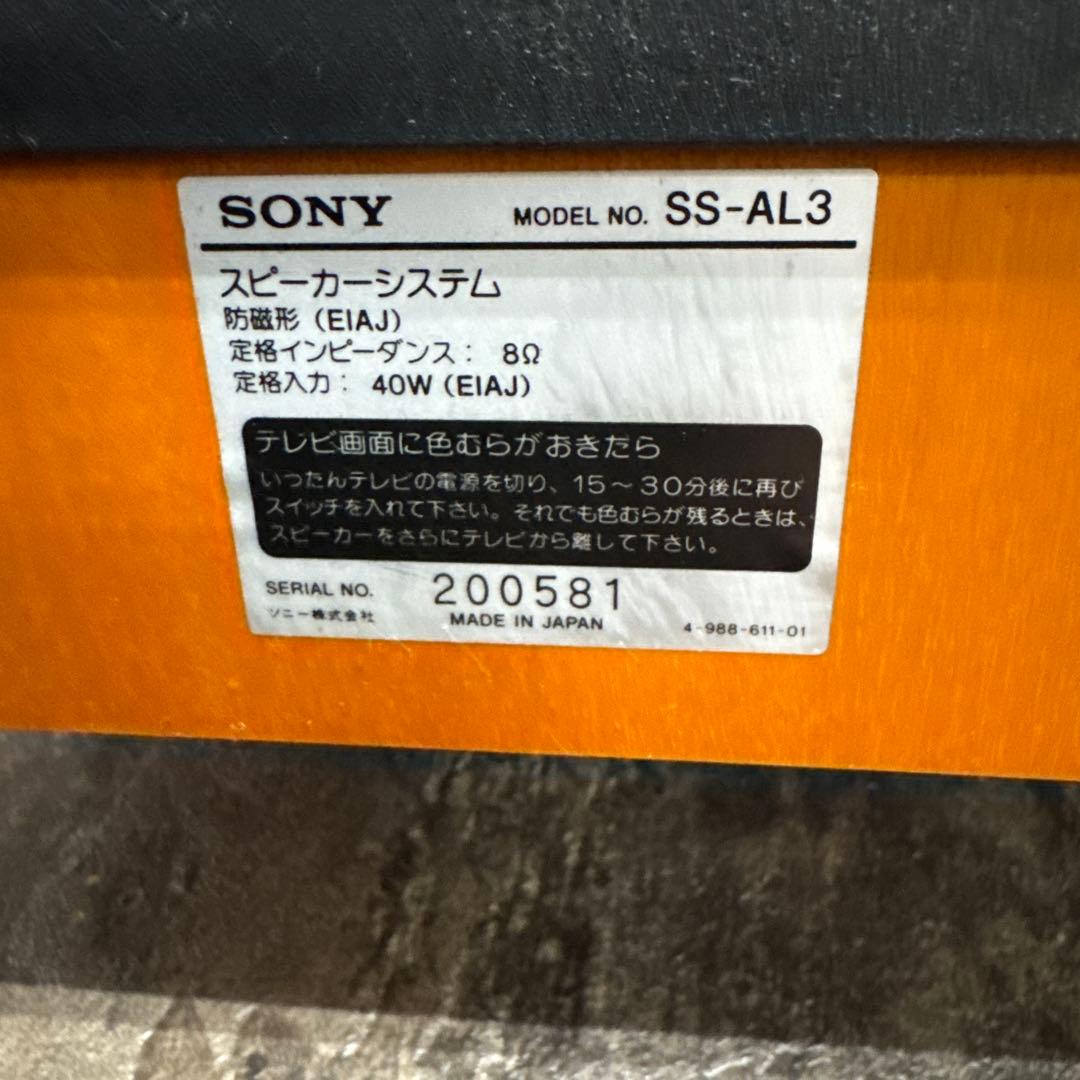 SONY MODEL NO. SS-AL3
スピーカーシステム
防磁形 (EIAJ)
定格インピーダンス: 8Ω
定格入力: 40W (EIAJ)
テレビ画面に色むらがおきたら
いったんテレビの電源を切り、15〜30分後に再び
スイッチを入れて下さい。それでも色むらが残るときは、
スピーカーをさらにテレビから離して下さい。
SERIAL NO. 200581
ソニー株式会社 MADE IN JAPAN 4-988-611-01